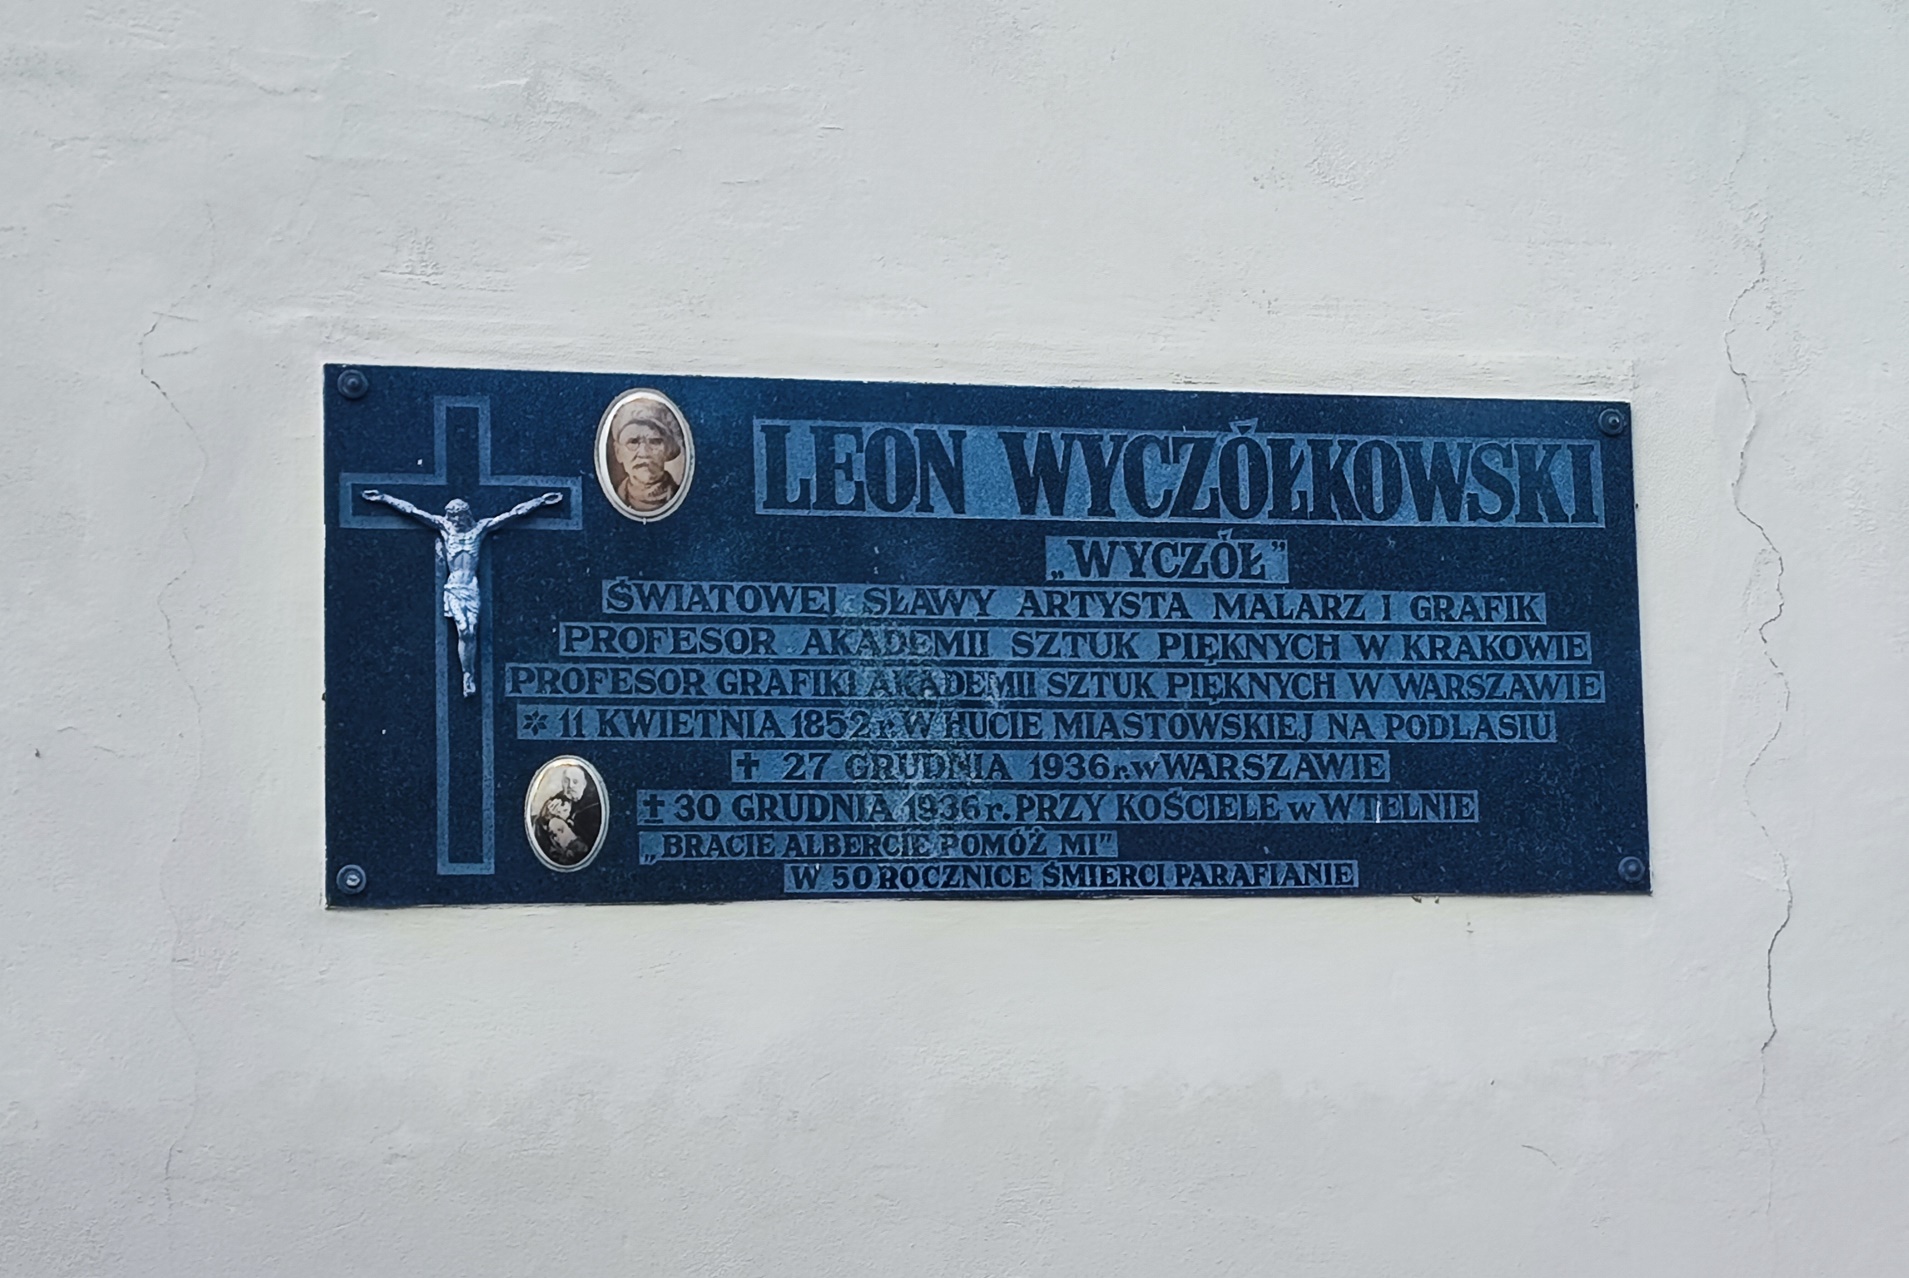 LEON WYCZÓŁKOWSKI
„WYCZÓŁ”
ŚWIATOWEJ SŁAWY ARTYSTA MALARZ I GRAFIK
PROFESOR AKADEMII SZTUK PIĘKNYCH W KRAKOWIE
PROFESOR GRAFIKI AKADEMII SZTUK PIĘKNYCH W WARSZAWIE
* 11 KWIETNIA 1852 r. W HUCIE MIASTOWSKIEJ NA PODLASIU
✝ 27 GRUDNIA 1936 r. w WARSZAWIE
‡ 30 GRUDNIA 1936 r. PRZY KOŚCIELE w WTELNIE
„BRACIE ALBERCIE POMÓŻ MI”
W 50 ROCZNICE ŚMIERCI PARAFIANIE